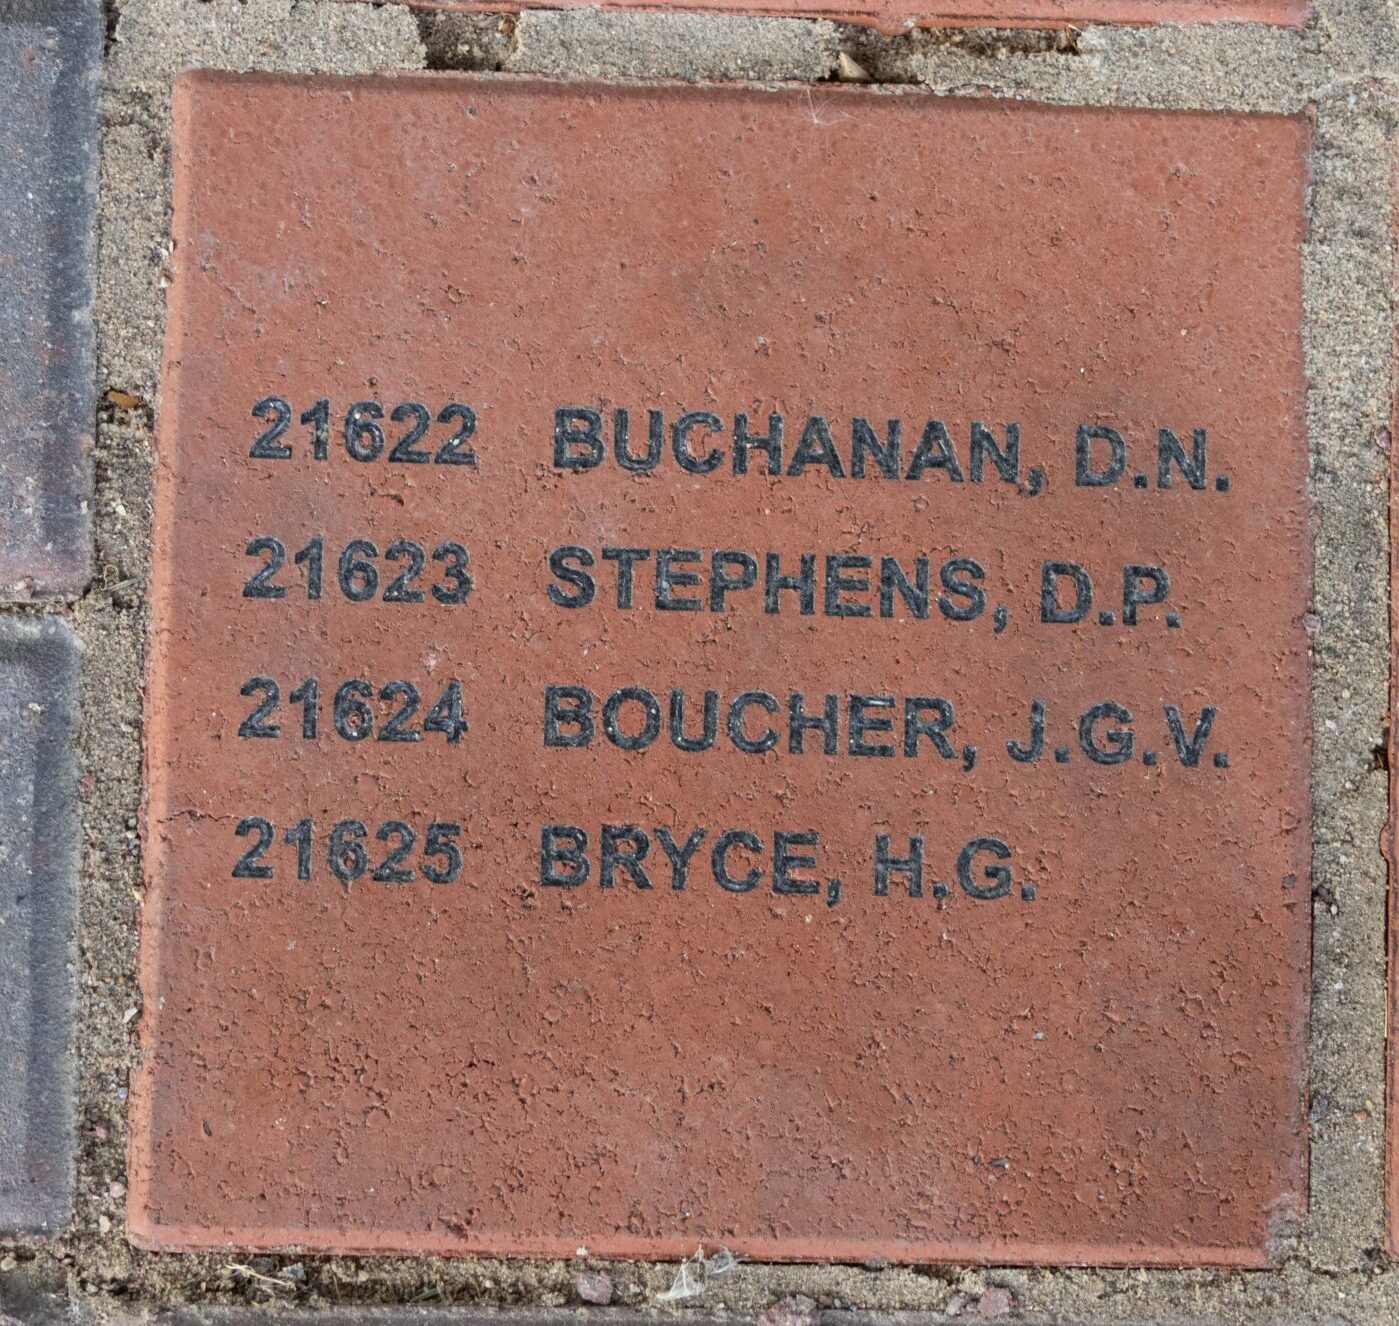 21622 BUCHANAN, D.N.
21623 STEPHENS, D.P.
21624 BOUCHER, J.G.V.
21625 BRYCE, H.G.